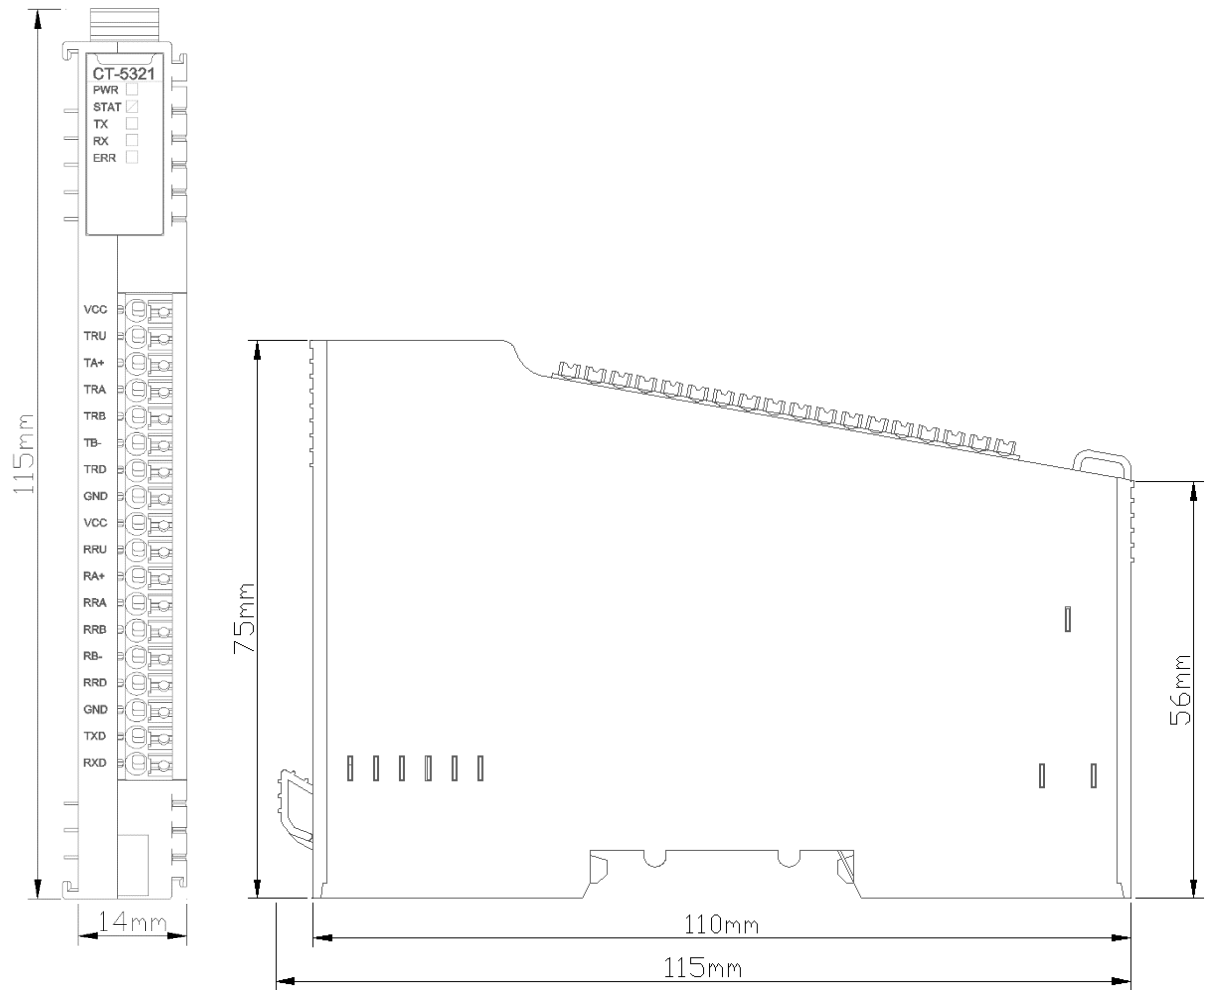 CT-5321
PWR
STAT
TX
RX
ERR
VCC
TRU
TA+
TRA
TRB
TB-
TRD
GND
VCC
RRU
RA+
RRA
RRB
RB-
RRD
GND
TXD
RXD
115mm
14mm
75mm
56mm
110mm
115mm